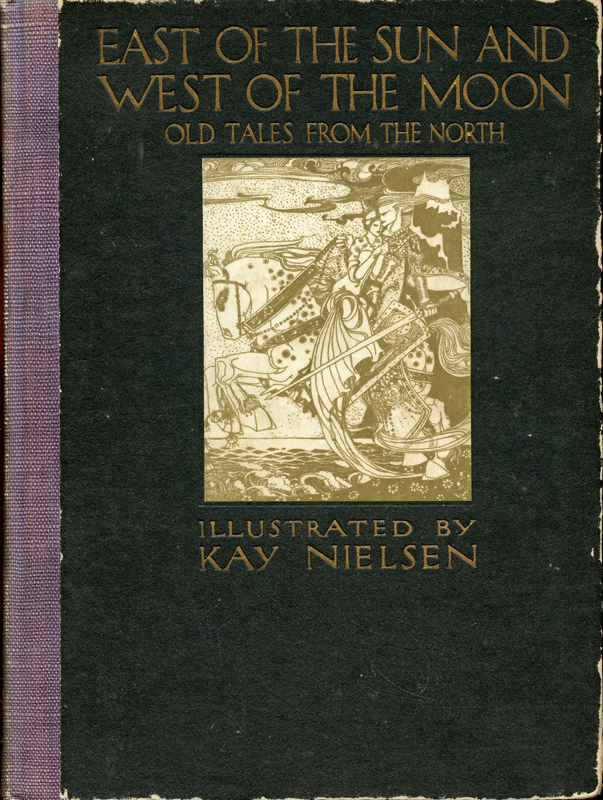 EAST OF THE SUN AND
WEST OF THE MOON
OLD TALES FROM THE NORTH
ILLUSTRATED BY
KAY NIELSEN